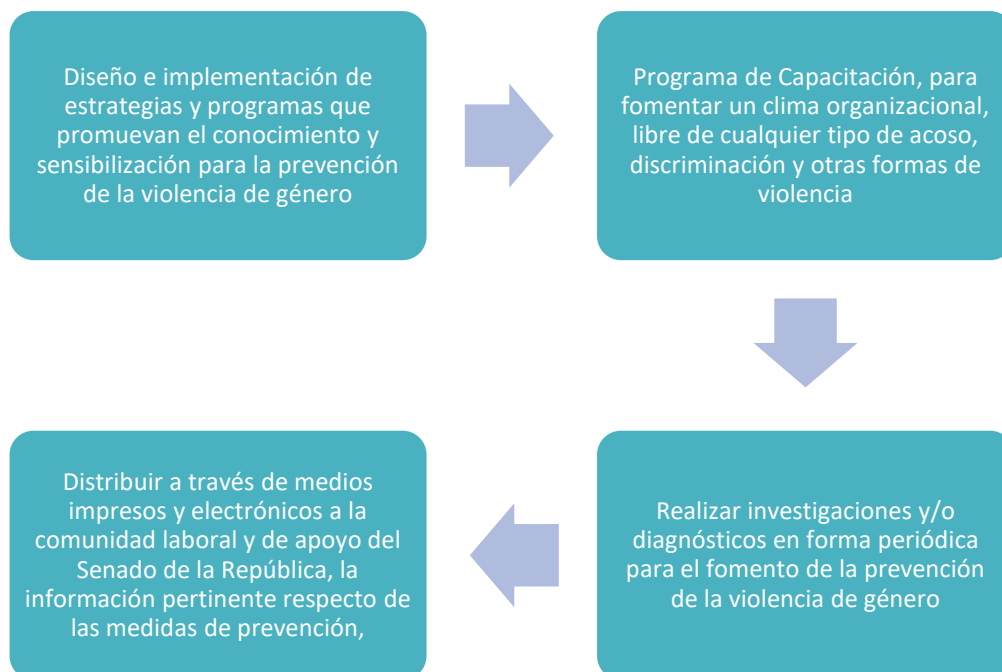 Diseño e implementación de
estrategias y programas que
promuevan el conocimiento y
sensibilización para la prevención
de la violencia de género
Programa de Capacitación, para
fomentar un clima organizacional,
libre de cualquier tipo de acoso,
discriminación y otras formas de
violencia
Realizar investigaciones y/o
diagnósticos en forma periódica
para el fomento de la prevención
de la violencia de género
Distribuir a través de medios
impresos y electrónicos a la
comunidad laboral y de apoyo del
Senado de la República, la
información pertinente respecto de
las medidas de prevención,